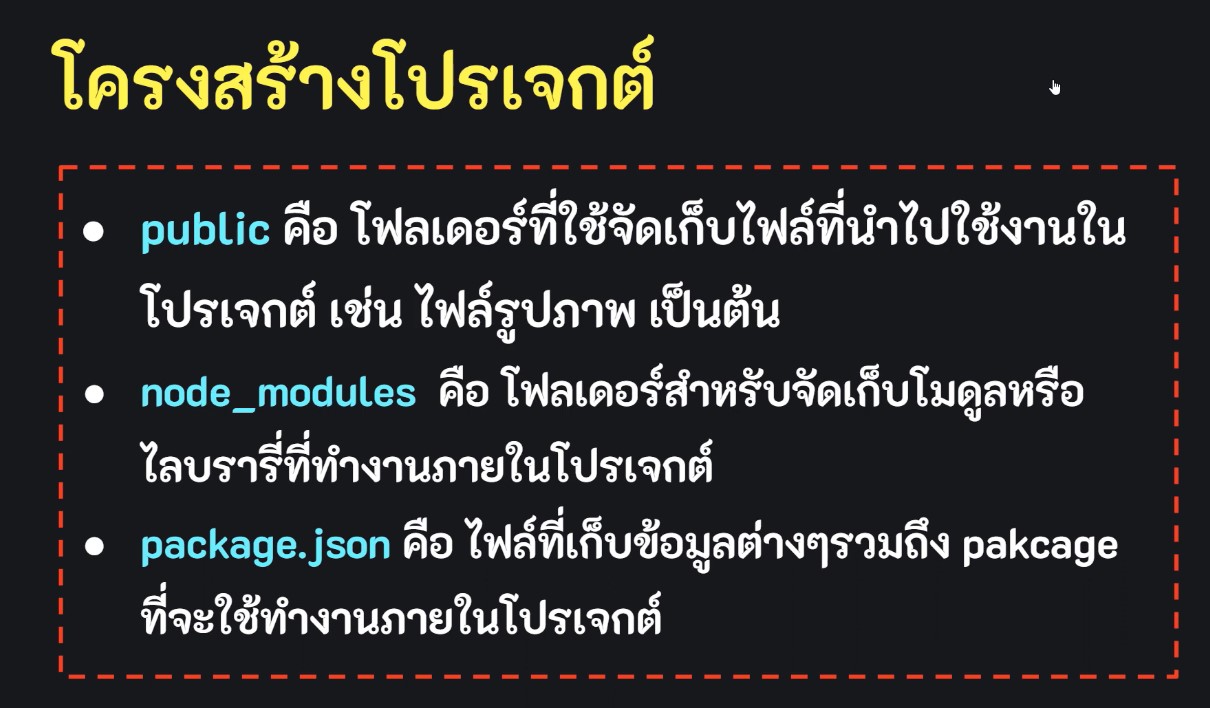 โครงสร้างโปรเจกต์
● public คือ โฟลเดอร์ที่ใช้จัดเก็บไฟล์ที่นำไปใช้งานใน
โปรเจกต์ เช่น ไฟล์รูปภาพ เป็นต้น
● node_modules คือ โฟลเดอร์สำหรับจัดเก็บโมดูลหรือ
ไลบรารี่ที่ทำงานภายในโปรเจกต์
● package.json คือ ไฟล์ที่เก็บข้อมูลต่างๆรวมถึง pakcage
ที่จะใช้ทำงานภายในโปรเจกต์